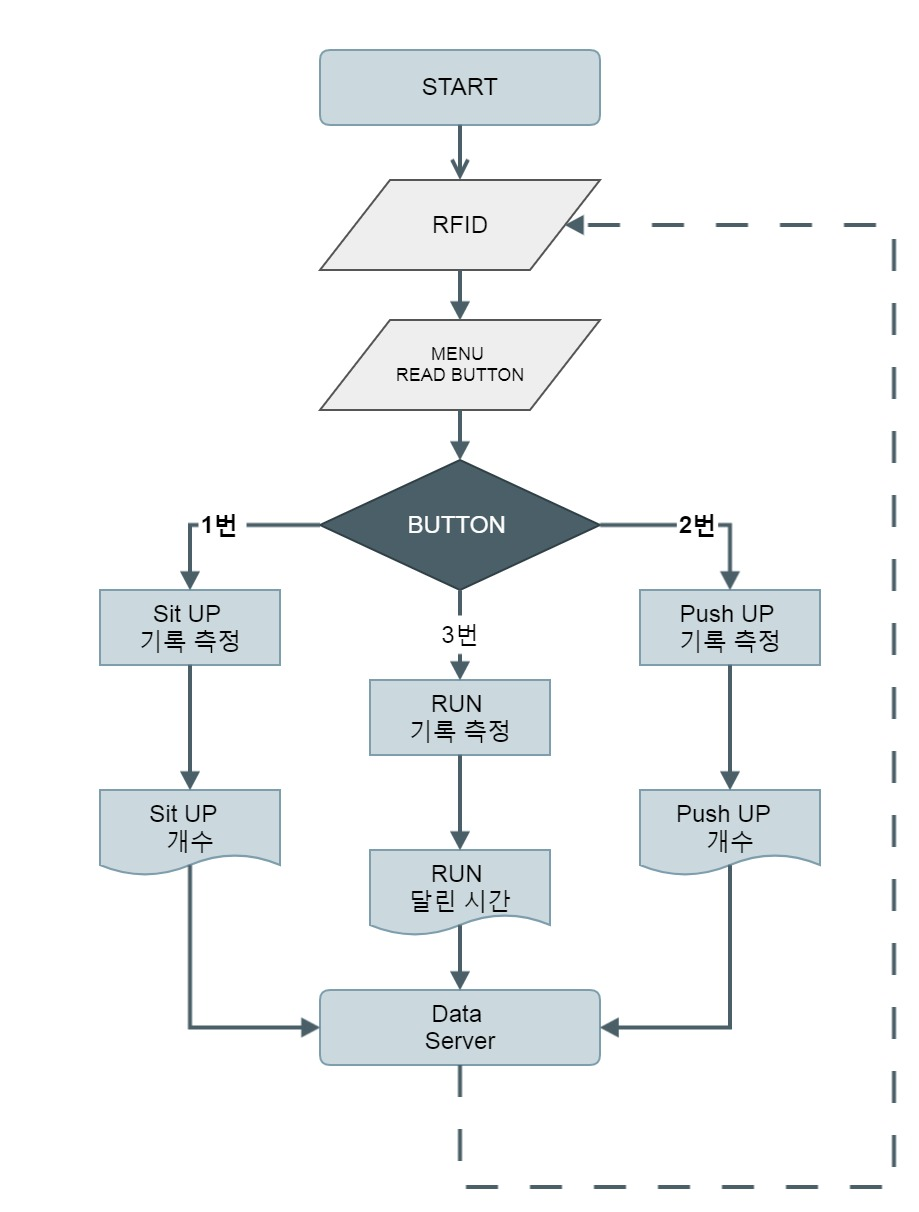 START
RFID
MENU
READ BUTTON
BUTTON
1번
2번
3번
Sit UP
기록 측정
Push UP
기록 측정
RUN
기록 측정
Sit UP
개수
Push UP
개수
RUN
달린 시간
Data
Server